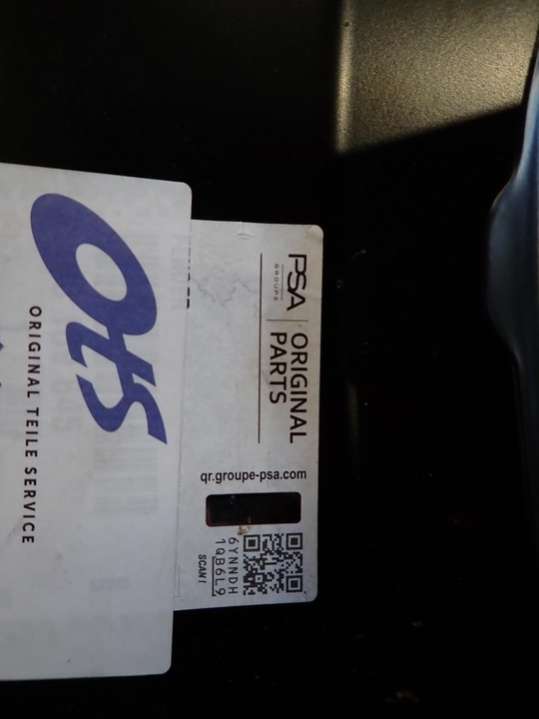 OTS
ORIGINAL TEILE SERVICE
PSA
GROUPE
ORIGINAL
PARTS
qr.groupe-psa.com
6YNNDH
1QB6L9
SCAN!